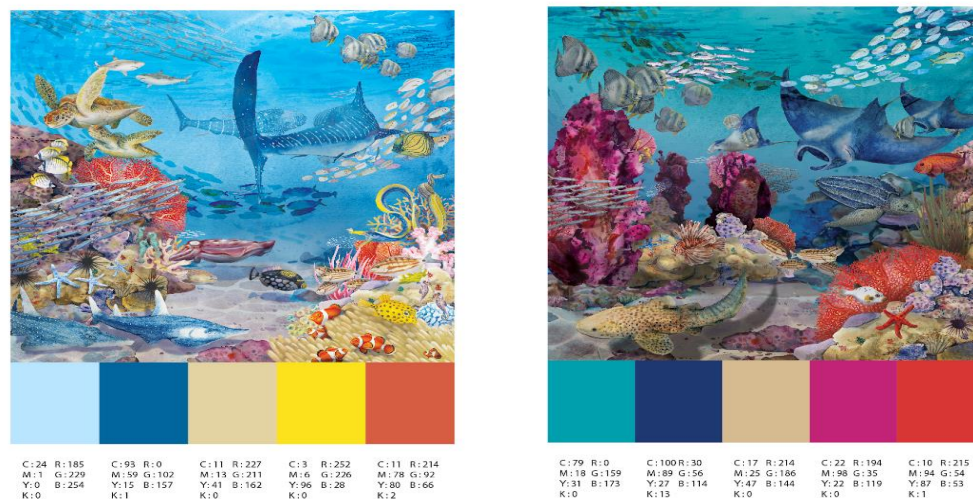 C:24 R:185
M:1 G:229
Y:0 B:254
K:0
C:93 R:0
M:59 G:102
Y:15 B:157
K:1
C:11 R:227
M:13 G:211
Y:41 B:162
K:0
C:3 R:252
M:6 G:226
Y:96 B:28
K:0
C:11 R:214
M:78 G:92
Y:80 B:66
K:2
C:79 R:0
M:18 G:159
Y:31 B:173
K:0
C:100 R:30
M:89 G:56
Y:27 B:114
K:13
C:17 R:214
M:25 G:186
Y:47 B:144
K:0
C:22 R:194
M:98 G:35
Y:22 B:119
K:0
C:10 R:215
M:94 G:54
Y:87 B:53
K:1